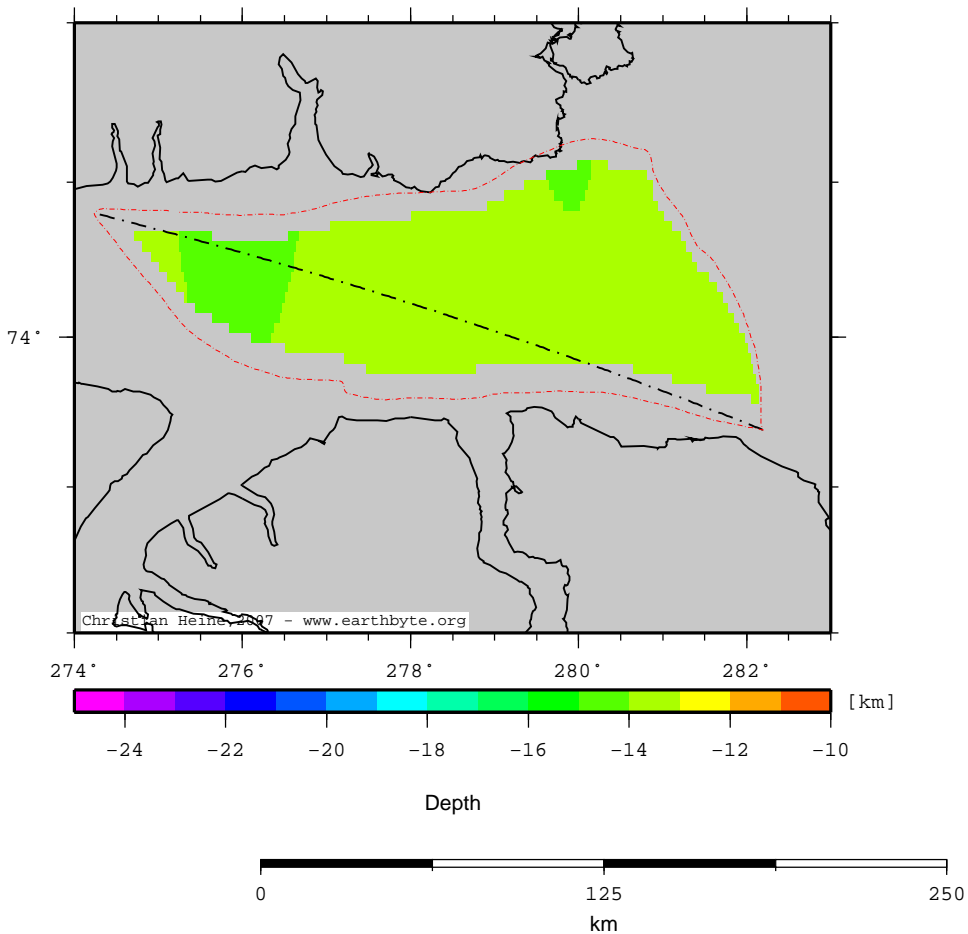 74°
Christian Heine, 2007 - www.earthbyte.org
274° 276° 278° 280° 282°
[km]
-24 -22 -20 -18 -16 -14 -12 -10
Depth
0 125 250
km